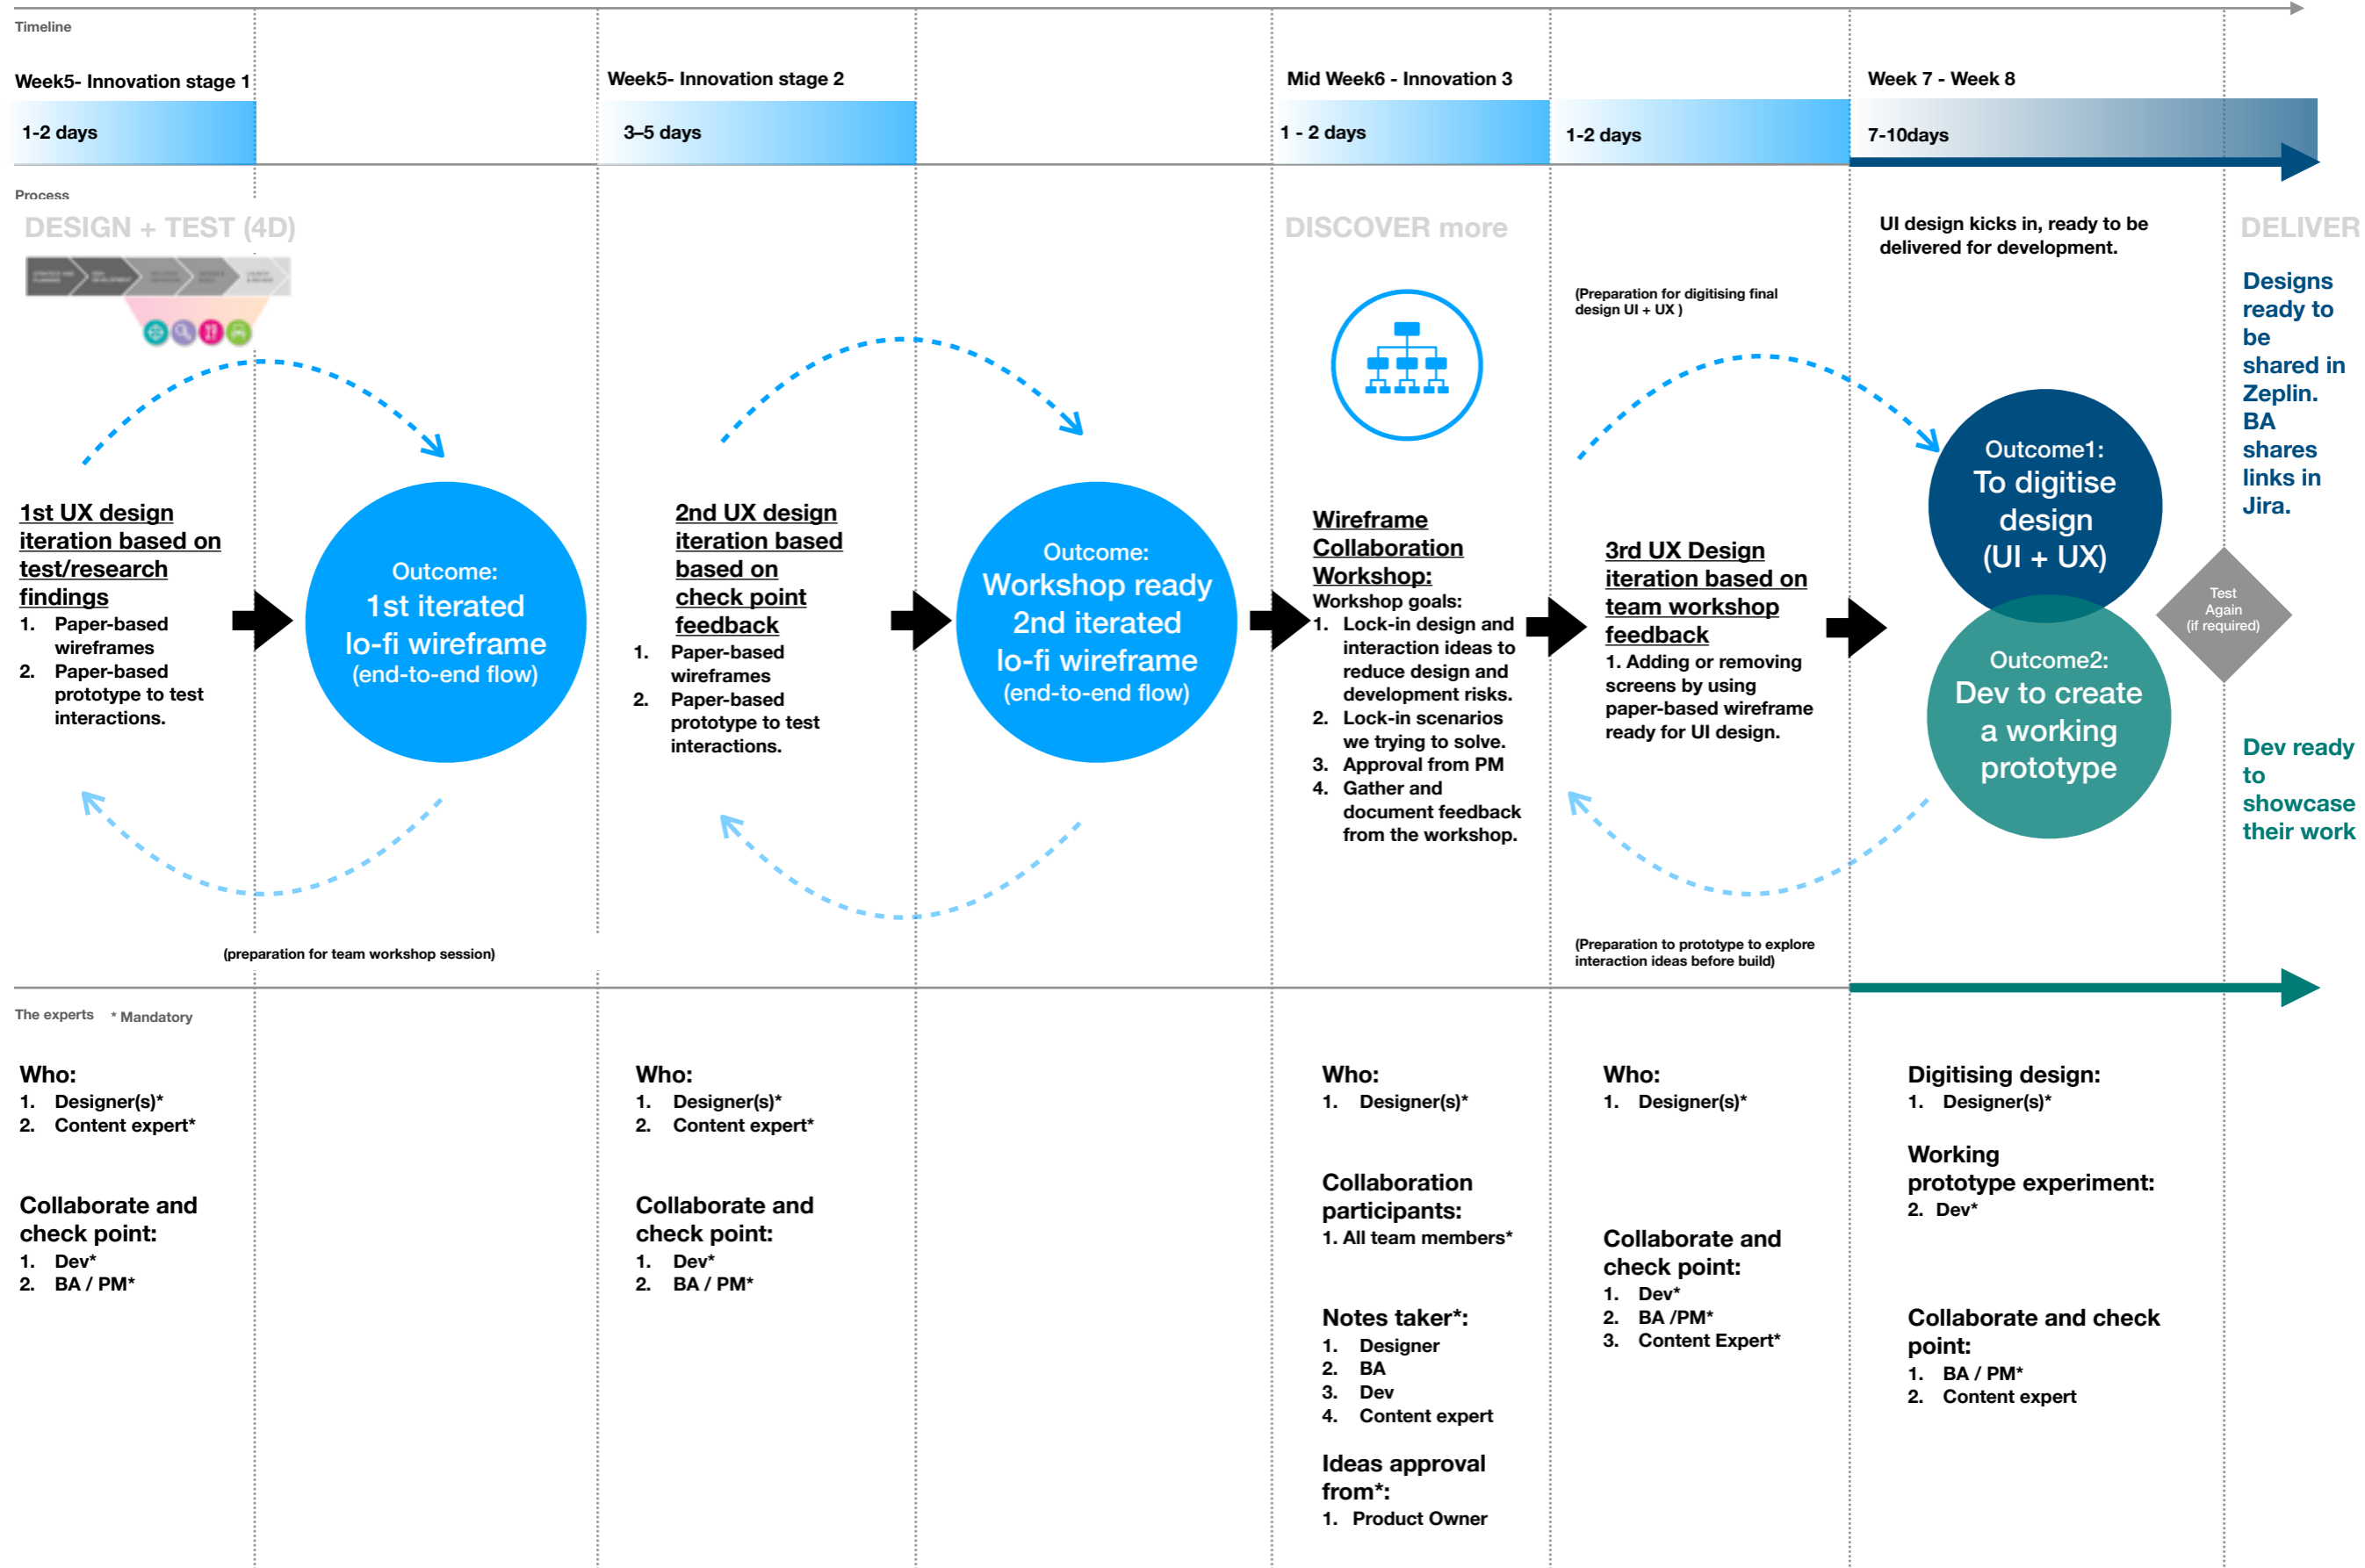 Timeline
Week5- Innovation stage 1
Week5- Innovation stage 2
Mid Week6 - Innovation 3
Week 7 - Week 8
1-2 days
3–5 days
1 - 2 days
1-2 days
7-10days
Process
DESIGN + TEST (4D)
DISCOVER more
UI design kicks in, ready to be
delivered for development.
DELIVER
(Preparation for digitising final
design UI + UX )
Designs
ready to
be
shared in
Zeplin.
BA
shares
links in
Jira.
1st UX design
iteration based on
test/research
findings
1. Paper-based
wireframes
2. Paper-based
prototype to test
interactions.
Outcome:
1st iterated
lo-fi wireframe
(end-to-end flow)
2nd UX design
iteration based
based on
check point
feedback
1. Paper-based
wireframes
2. Paper-based
prototype to test
interactions.
Outcome:
Workshop ready
2nd iterated
lo-fi wireframe
(end-to-end flow)
Wireframe
Collaboration
Workshop:
Workshop goals:
1. Lock-in design and
interaction ideas to
reduce design and
development risks.
2. Lock-in scenarios
we trying to solve.
3. Approval from PM
4. Gather and
document feedback
from the workshop.
3rd UX Design
iteration based on
team workshop
feedback
1. Adding or removing
screens by using
paper-based wireframe
ready for UI design.
Outcome1:
To digitise
design
(UI + UX)
Outcome2:
Dev to create
a working
prototype
Test
Again
(if required)
Dev ready
to
showcase
their work
(preparation for team workshop session)
(Preparation to prototype to explore
interaction ideas before build)
The experts * Mandatory
Who:
1. Designer(s)*
2. Content expert*
Collaborate and
check point:
1. Dev*
2. BA / PM*
Who:
1. Designer(s)*
2. Content expert*
Collaborate and
check point:
1. Dev*
2. BA / PM*
Who:
1. Designer(s)*
Collaboration
participants:
1. All team members*
Notes taker*:
1. Designer
2. BA
3. Dev
4. Content expert
Ideas approval
from*:
1. Product Owner
Who:
1. Designer(s)*
Collaborate and
check point:
1. Dev*
2. BA /PM*
3. Content Expert*
Digitising design:
1. Designer(s)*
Working
prototype experiment:
2. Dev*
Collaborate and check
point:
1. BA / PM*
2. Content expert